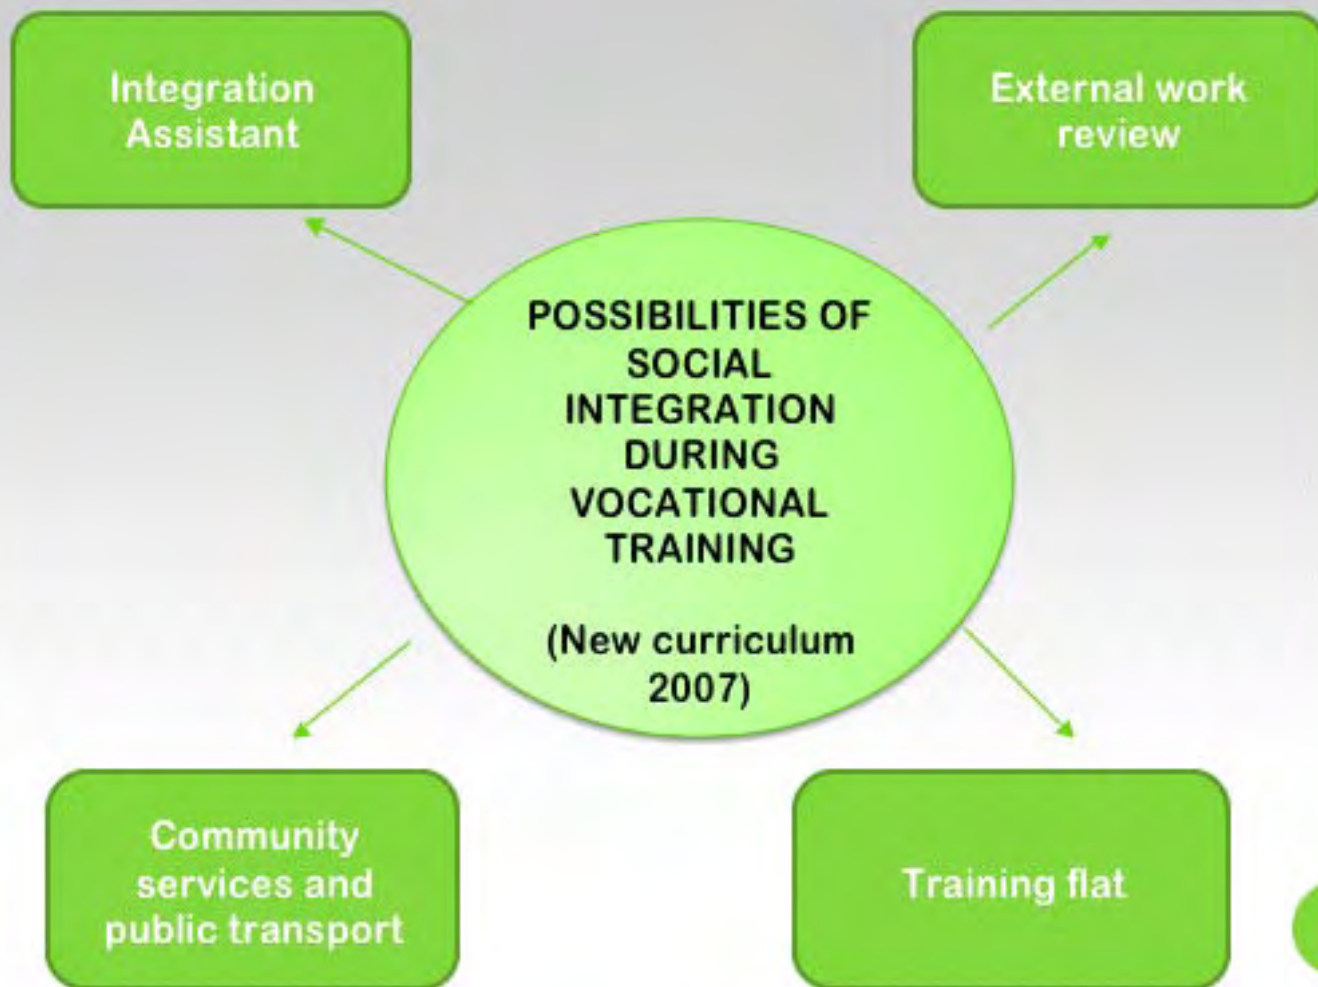 Integration
Assistant
External work
review
POSSIBILITIES OF
SOCIAL
INTEGRATION
DURING
VOCATIONAL
TRAINING
(New curriculum
2007)
Community
services and
public transport
Training flat